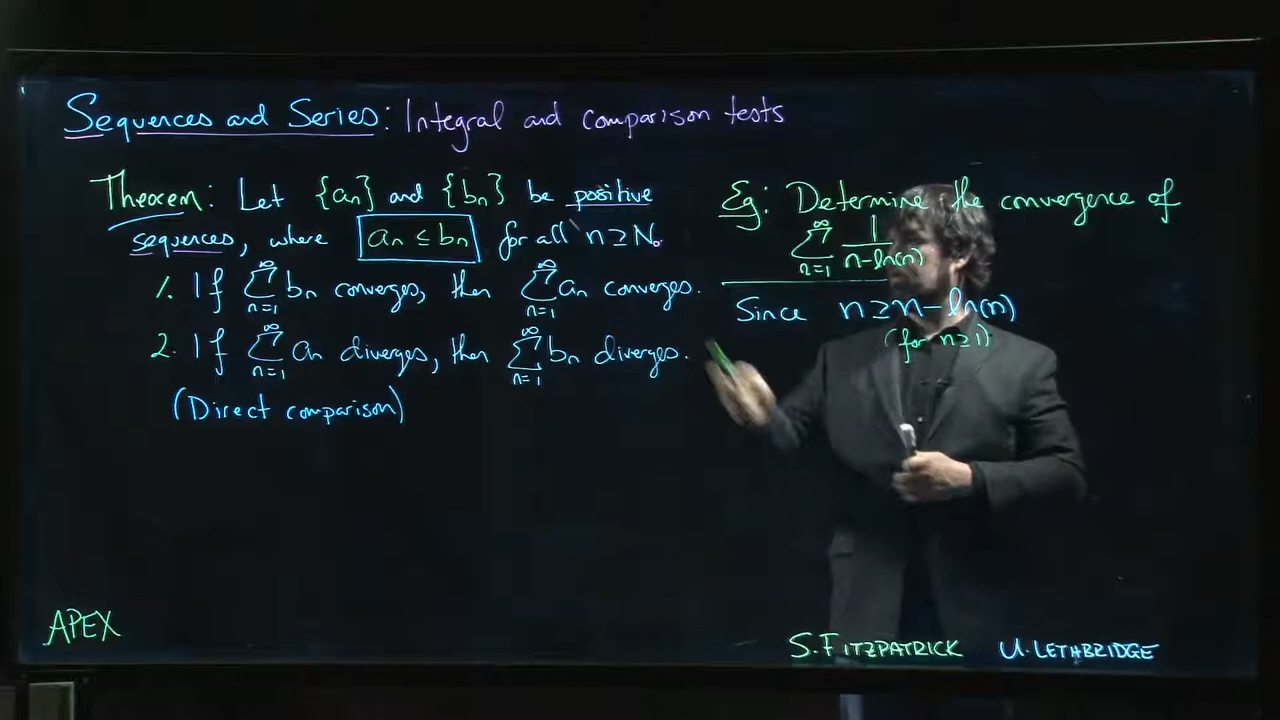 Sequences and Series: Integral and comparison tests
Theorem: Let {an} and {bn} be positive
sequences, where an ≤ bn for all n ≥ N.
1. If ∞∑n=1 bn converges, then ∞∑n=1 an converges.
2. If ∞∑n=1 an diverges, then ∞∑n=1 bn diverges.
(Direct comparison)
Eg: Determine the convergence of
∞∑n=1 1/(n-ln(n))
Since n ≥ n - ln(n)
(for n ≥ 1)
APEX
S. FITZPATRICK U. LETHBRIDGE